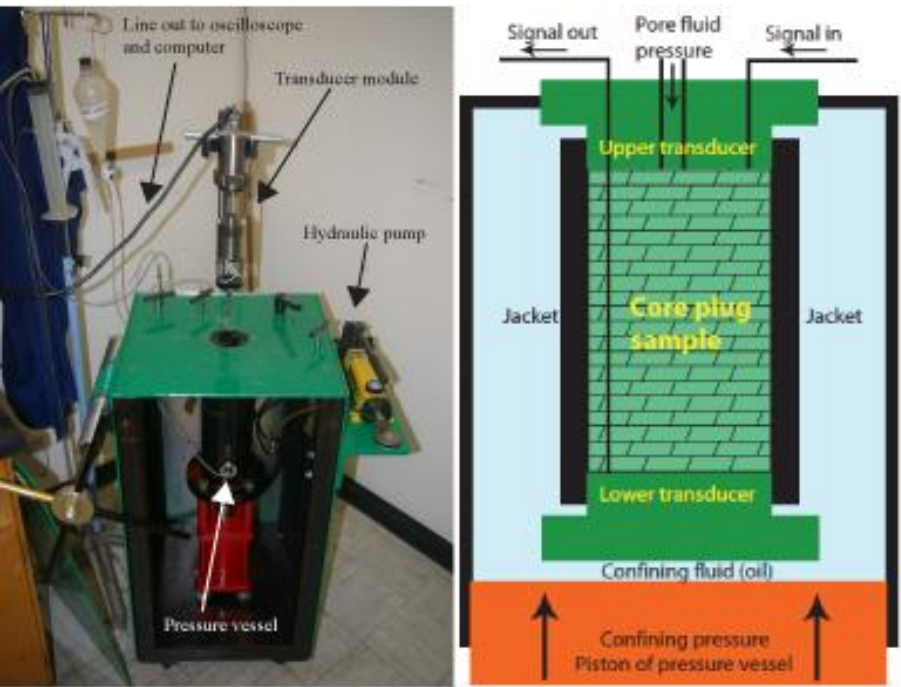 Line out to oscilloscope
and computer
Transducer module
Hydraulic pump
Pressure vessel
Signal out
Pore fluid
pressure
Signal in
Upper transducer
Jacket
Core plug
sample
Jacket
Lower transducer
Confining fluid (oil)
Confining pressure
Piston of pressure vessel